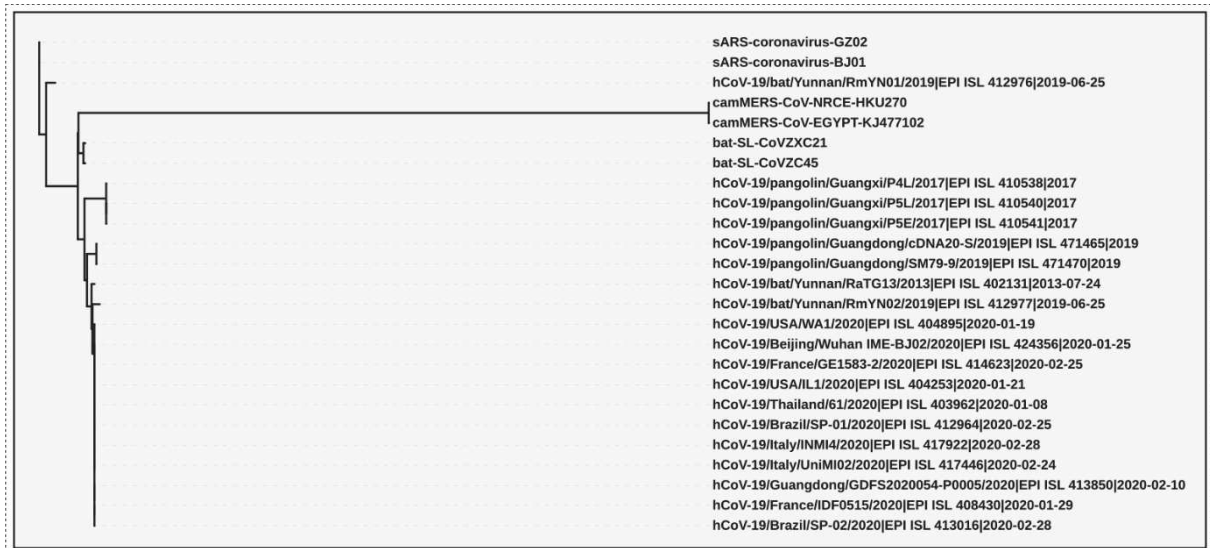 sARS-coronavirus-GZ02
sARS-coronavirus-BJ01
hCoV-19/bat/Yunnan/RmYN01/2019|EPI ISL 412976|2019-06-25
camMERS-CoV-NRCE-HKU270
camMERS-CoV-EGYPT-KJ477102
bat-SL-CoVZXC21
bat-SL-CoVZC45
hCoV-19/pangolin/Guangxi/P4L/2017|EPI ISL 410538|2017
hCoV-19/pangolin/Guangxi/P5L/2017|EPI ISL 410540|2017
hCoV-19/pangolin/Guangxi/P5E/2017|EPI ISL 410541|2017
hCoV-19/pangolin/Guangdong/cDNA20-S/2019|EPI ISL 471465|2019
hCoV-19/pangolin/Guangdong/SM79-9/2019|EPI ISL 471470|2019
hCoV-19/bat/Yunnan/RaTG13/2013|EPI ISL 402131|2013-07-24
hCoV-19/bat/Yunnan/RmYN02/2019|EPI ISL 412977|2019-06-25
hCoV-19/USA/WA1/2020|EPI ISL 404895|2020-01-19
hCoV-19/Beijing/Wuhan IME-BJ02/2020|EPI ISL 424356|2020-01-25
hCoV-19/France/GE1583-2/2020|EPI ISL 414623|2020-02-25
hCoV-19/USA/IL1/2020|EPI ISL 404253|2020-01-21
hCoV-19/Thailand/61/2020|EPI ISL 403962|2020-01-08
hCoV-19/Brazil/SP-01/2020|EPI ISL 412964|2020-02-25
hCoV-19/Italy/INMI4/2020|EPI ISL 417922|2020-02-28
hCoV-19/Italy/UniMI02/2020|EPI ISL 417446|2020-02-24
hCoV-19/Guangdong/GDFS2020054-P0005/2020|EPI ISL 413850|2020-02-10
hCoV-19/France/IDF0515/2020|EPI ISL 408430|2020-01-29
hCoV-19/Brazil/SP-02/2020|EPI ISL 413016|2020-02-28